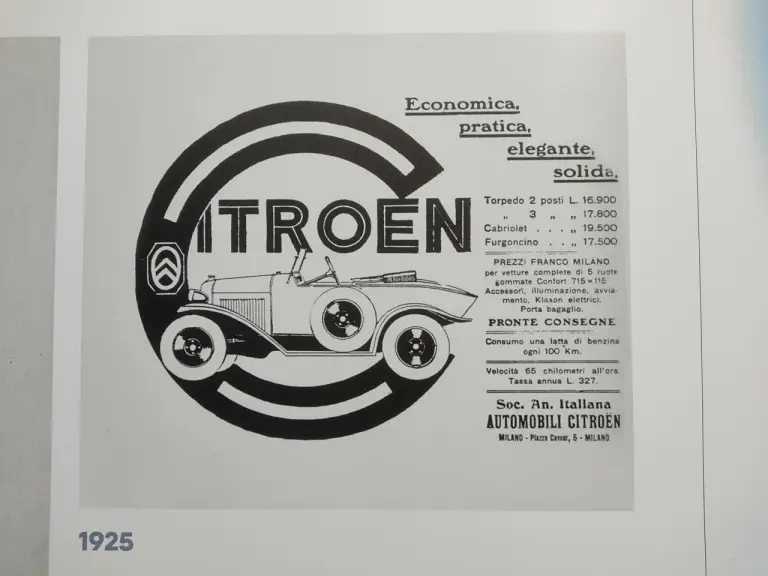 CITROËN
Economica,
pratica,
elegante,
solida.
Torpedo 2 posti L. 16.900
„ 3 „ „ 17.800
Cabriolet . . . „ 19.500
Furgoncino . . „ 17.500
PREZZI FRANCO MILANO
per vetture complete di 5 ruote
gommate Confort 715 × 115
Accessori, illuminazione, avvia-
mento, Klaxon elettrici.
Porta bagaglio.
PRONTE CONSEGNE
Consumo una latta di benzina
ogni 100 Km.
Velocità 65 chilometri all'ora
Tassa annua L. 327.
Soc. An. Italiana
AUTOMOBILI CITROËN
MILANO - Piazza Cavour, 5 - MILANO
1925